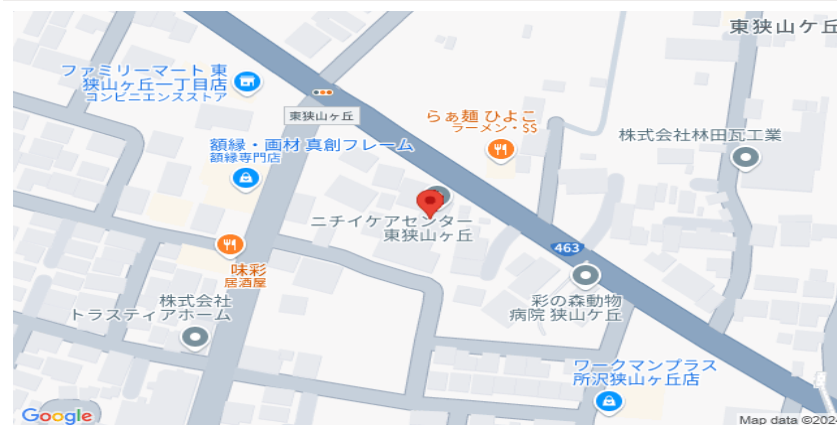 東狭山ケ丘
ファミリーマート 東
狭山ヶ丘一丁目店
コンビニエンスストア
東狭山ヶ丘
らぁ麺 ひよこ
ラーメン・$$
株式会社林田瓦工業
額縁・画材 真創フレーム
額縁専門店
ニチイケアセンター
東狭山ヶ丘
463
味彩
居酒屋
彩の森動物
病院 狭山ケ丘
株式会社
トラスティアホーム
ワークマンプラス
所沢狭山ヶ丘店
Google
Map data ©202